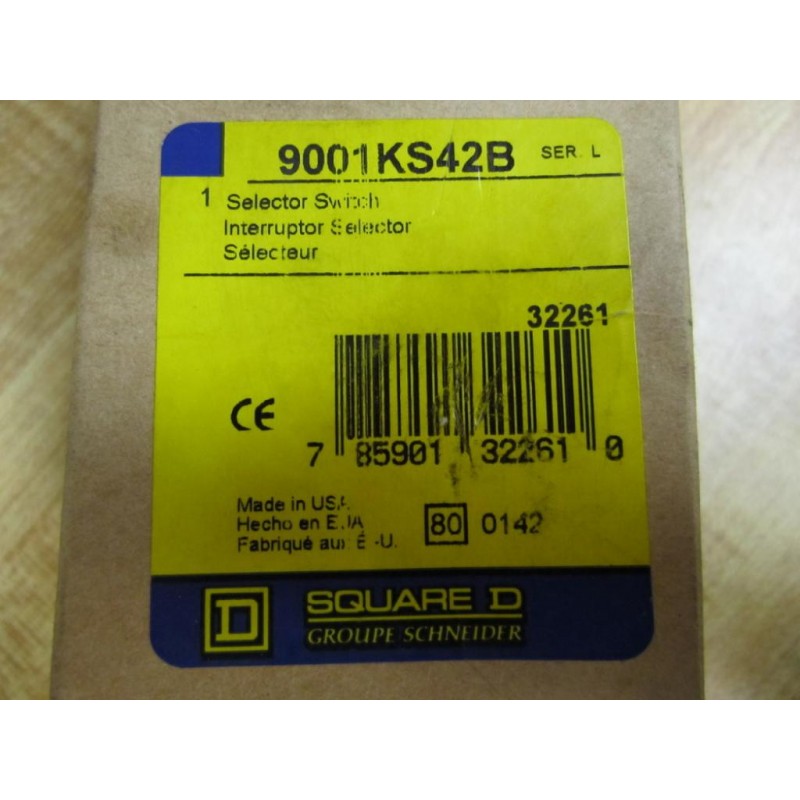 9001KS42B SER. L
1 Selector Switch
Interruptor Selector
Sélecteur
32261
CE
7 85901 32261 0
Made in USA
Hecho en E.U.A
Fabriqué aux É.-U.
80 0142
D SQUARE D
GROUPE SCHNEIDER